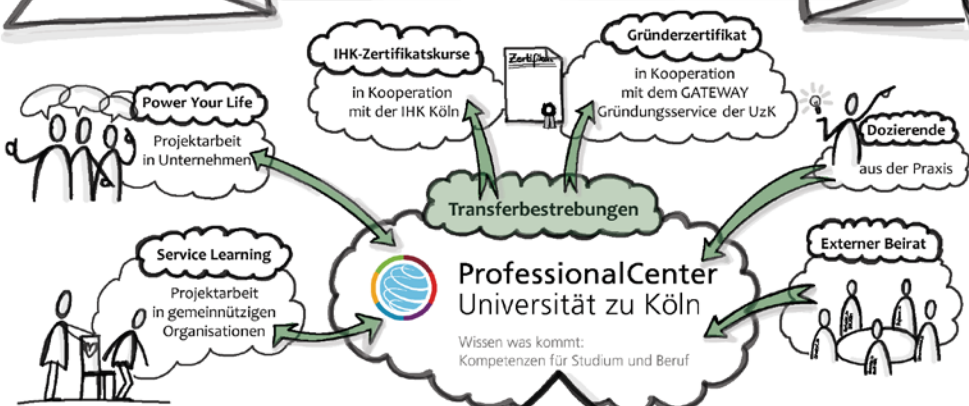 IHK-Zertifikatskurse
in Kooperation
mit der IHK Köln
Zertifikat
Gründerzertifikat
in Kooperation
mit dem GATEWAY
Gründungsservice der UzK
Power Your Life
Projektarbeit
in Unternehmen
Dozierende
aus der Praxis
Transferbestrebungen
Service Learning
Projektarbeit
in gemeinnützigen
Organisationen
Externer Beirat
ProfessionalCenter
Universität zu Köln
Wissen was kommt:
Kompetenzen für Studium und Beruf